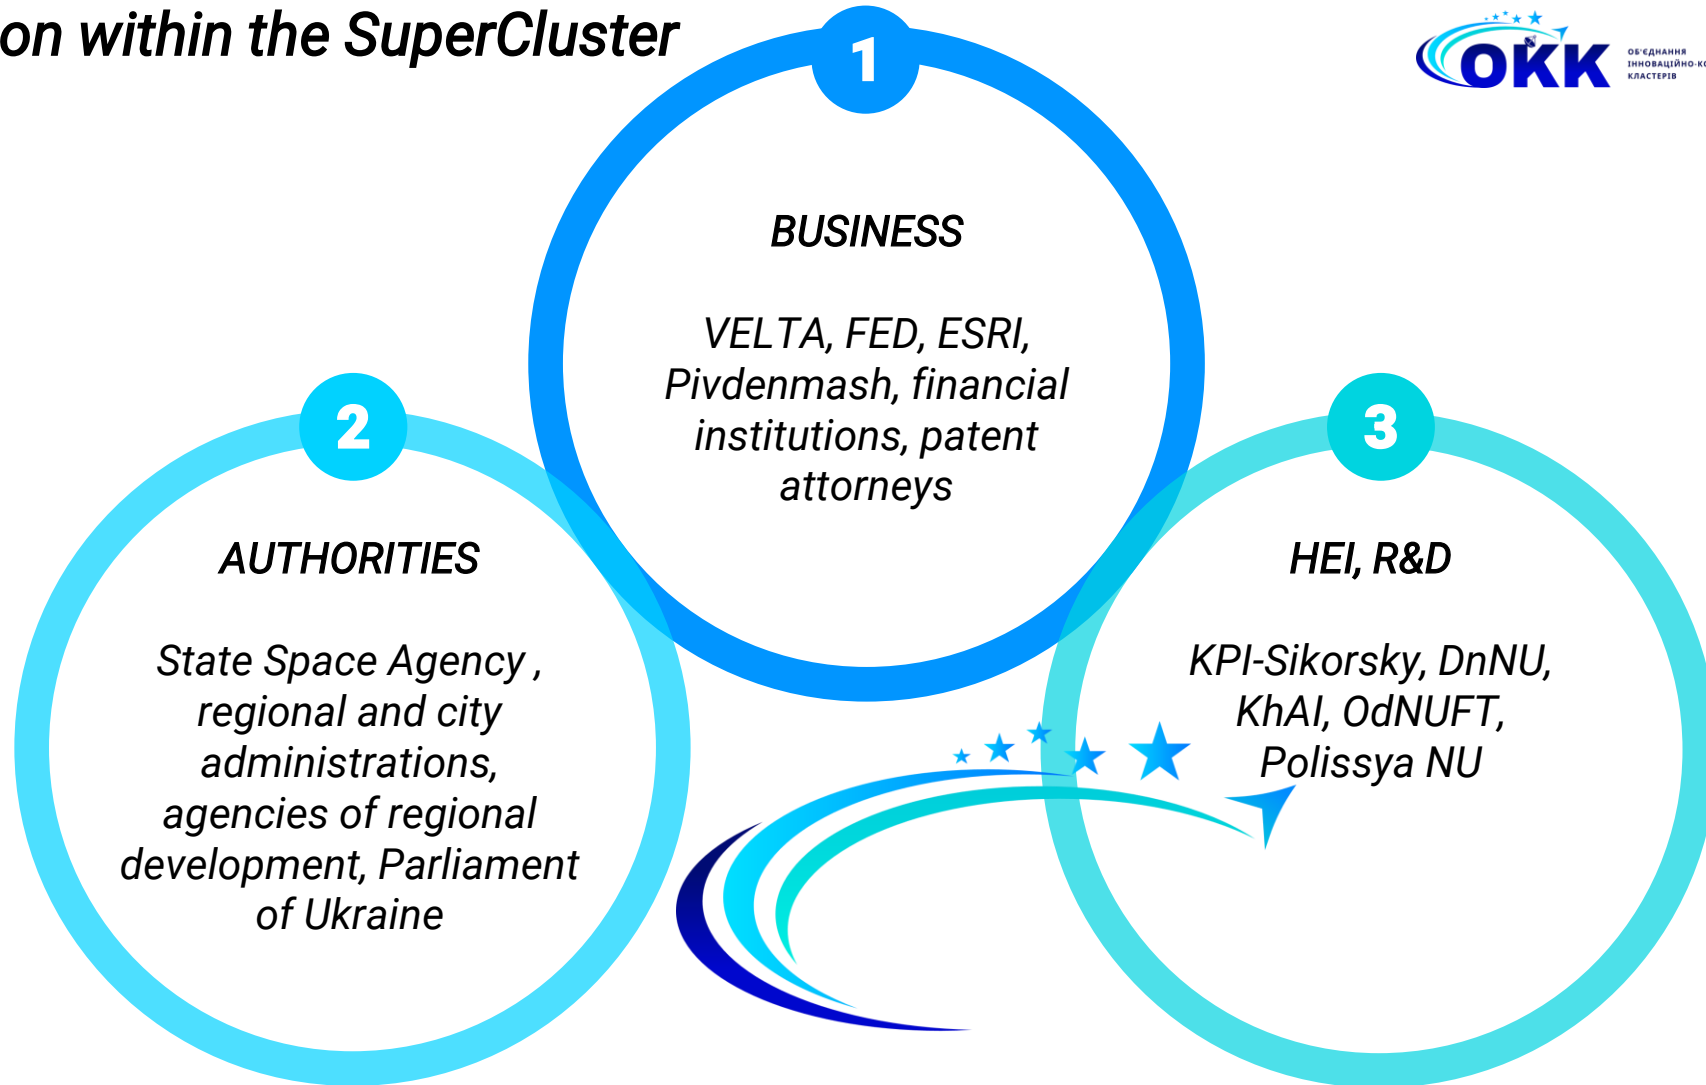 on within the SuperCluster
ОКК
ОБ'ЄДНАННЯ
ІННОВАЦІЙНО-КО
КЛАСТЕРІВ
1
BUSINESS
VELTA, FED, ESRI,
Pivdenmash, financial
institutions, patent
attorneys
2
AUTHORITIES
State Space Agency ,
regional and city
administrations,
agencies of regional
development, Parliament
of Ukraine
3
HEI, R&D
KPI-Sikorsky, DnNU,
KhAI, OdNUFT,
Polissya NU